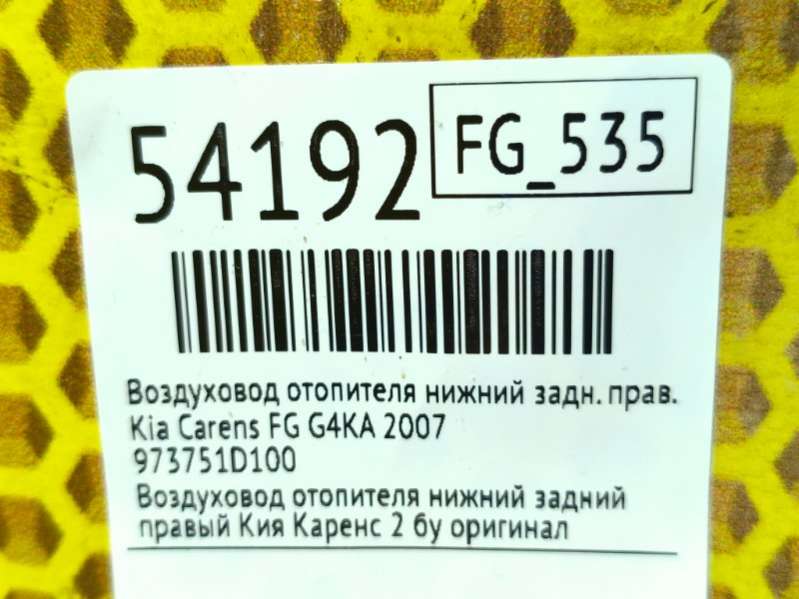 54192
FG_535
Воздуховод отопителя нижний задн. прав.
Kia Carens FG G4KA 2007
973751D100
Воздуховод отопителя нижний задний
правый Кия Каренс 2 бу оригинал